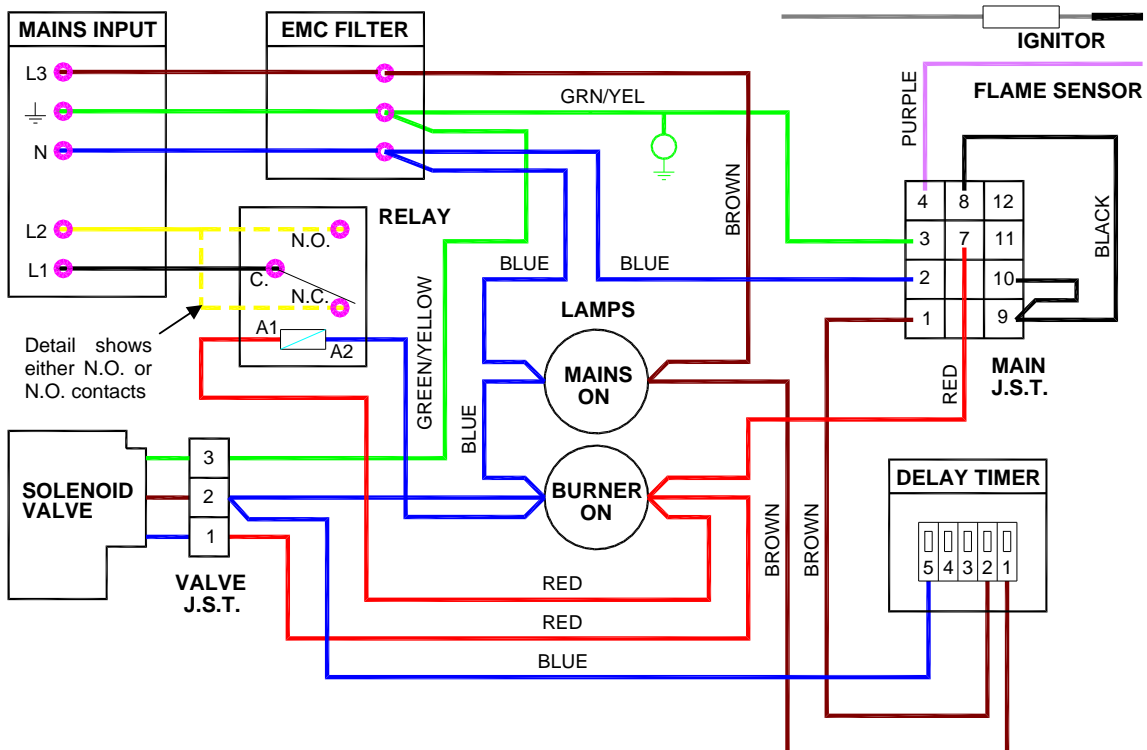 MAINS INPUT
EMC FILTER
IGNITOR
L3
GRN/YEL
FLAME SENSOR
PURPLE
N
BROWN
4 8 12
BLACK
L2
RELAY
N.O.
3 7 11
L1
C.
N.C.
BLUE
BLUE
2 10
GREEN/YELLOW
LAMPS
A1
A2
1 9
Detail shows
either N.O. or
N.O. contacts
MAIN
J.S.T.
MAINS
ON
RED
BLUE
3
SOLENOID
VALVE
2
BURNER
ON
DELAY TIMER
1
BROWN
BROWN
5 4 3 2 1
VALVE
J.S.T.
RED
RED
BLUE